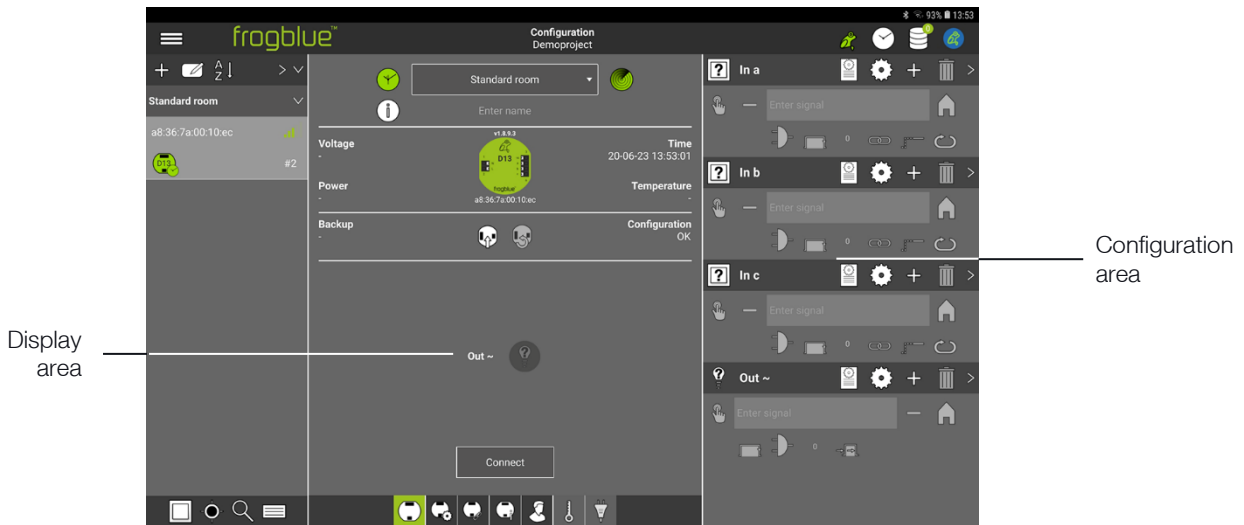 93% 13:53
frogblue™
Configuration
Demoproject
0
A
Z
Standard room
a8:36:7a:00:10:ec
D13
#2
Standard room
Enter name
Voltage
-
v1.8.9.3
D13
frogblue
a8:36:7a:00:10:ec
Time
20-06-23 13:53:01
Power
-
Temperature
-
Backup
-
Configuration
OK
Out ~
Connect
In a
Enter signal
0
In b
Enter signal
0
In c
Enter signal
0
Out ~
Enter signal
0
Display
area
Configuration
area